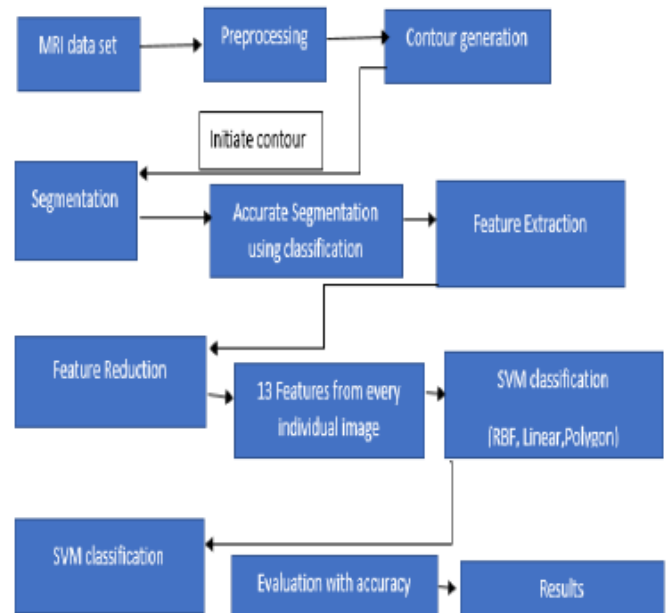 MRI data set
Preprocessing
Contour generation
Initiate contour
Segmentation
Accurate Segmentation
using classification
Feature Extraction
Feature Reduction
13 Features from every
individual image
SVM classification
(RBF, Linear,Polygon)
SVM classification
Evaluation with accuracy
Results